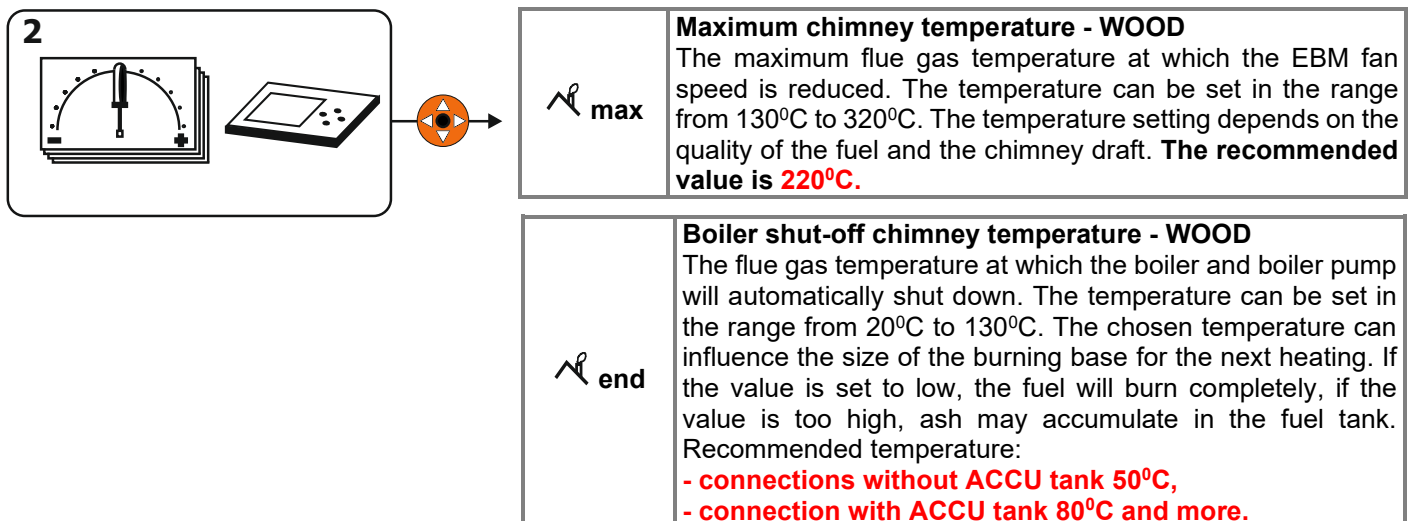 2
max
Maximum chimney temperature - WOOD
The maximum flue gas temperature at which the EBM fan
speed is reduced. The temperature can be set in the range
from 130⁰C to 320⁰C. The temperature setting depends on the
quality of the fuel and the chimney draft. The recommended
value is 220⁰C.
end
Boiler shut-off chimney temperature - WOOD
The flue gas temperature at which the boiler and boiler pump
will automatically shut down. The temperature can be set in
the range from 20⁰C to 130⁰C. The chosen temperature can
influence the size of the burning base for the next heating. If
the value is set to low, the fuel will burn completely, if the
value is too high, ash may accumulate in the fuel tank.
Recommended temperature:
- connections without ACCU tank 50⁰C,
- connection with ACCU tank 80⁰C and more.